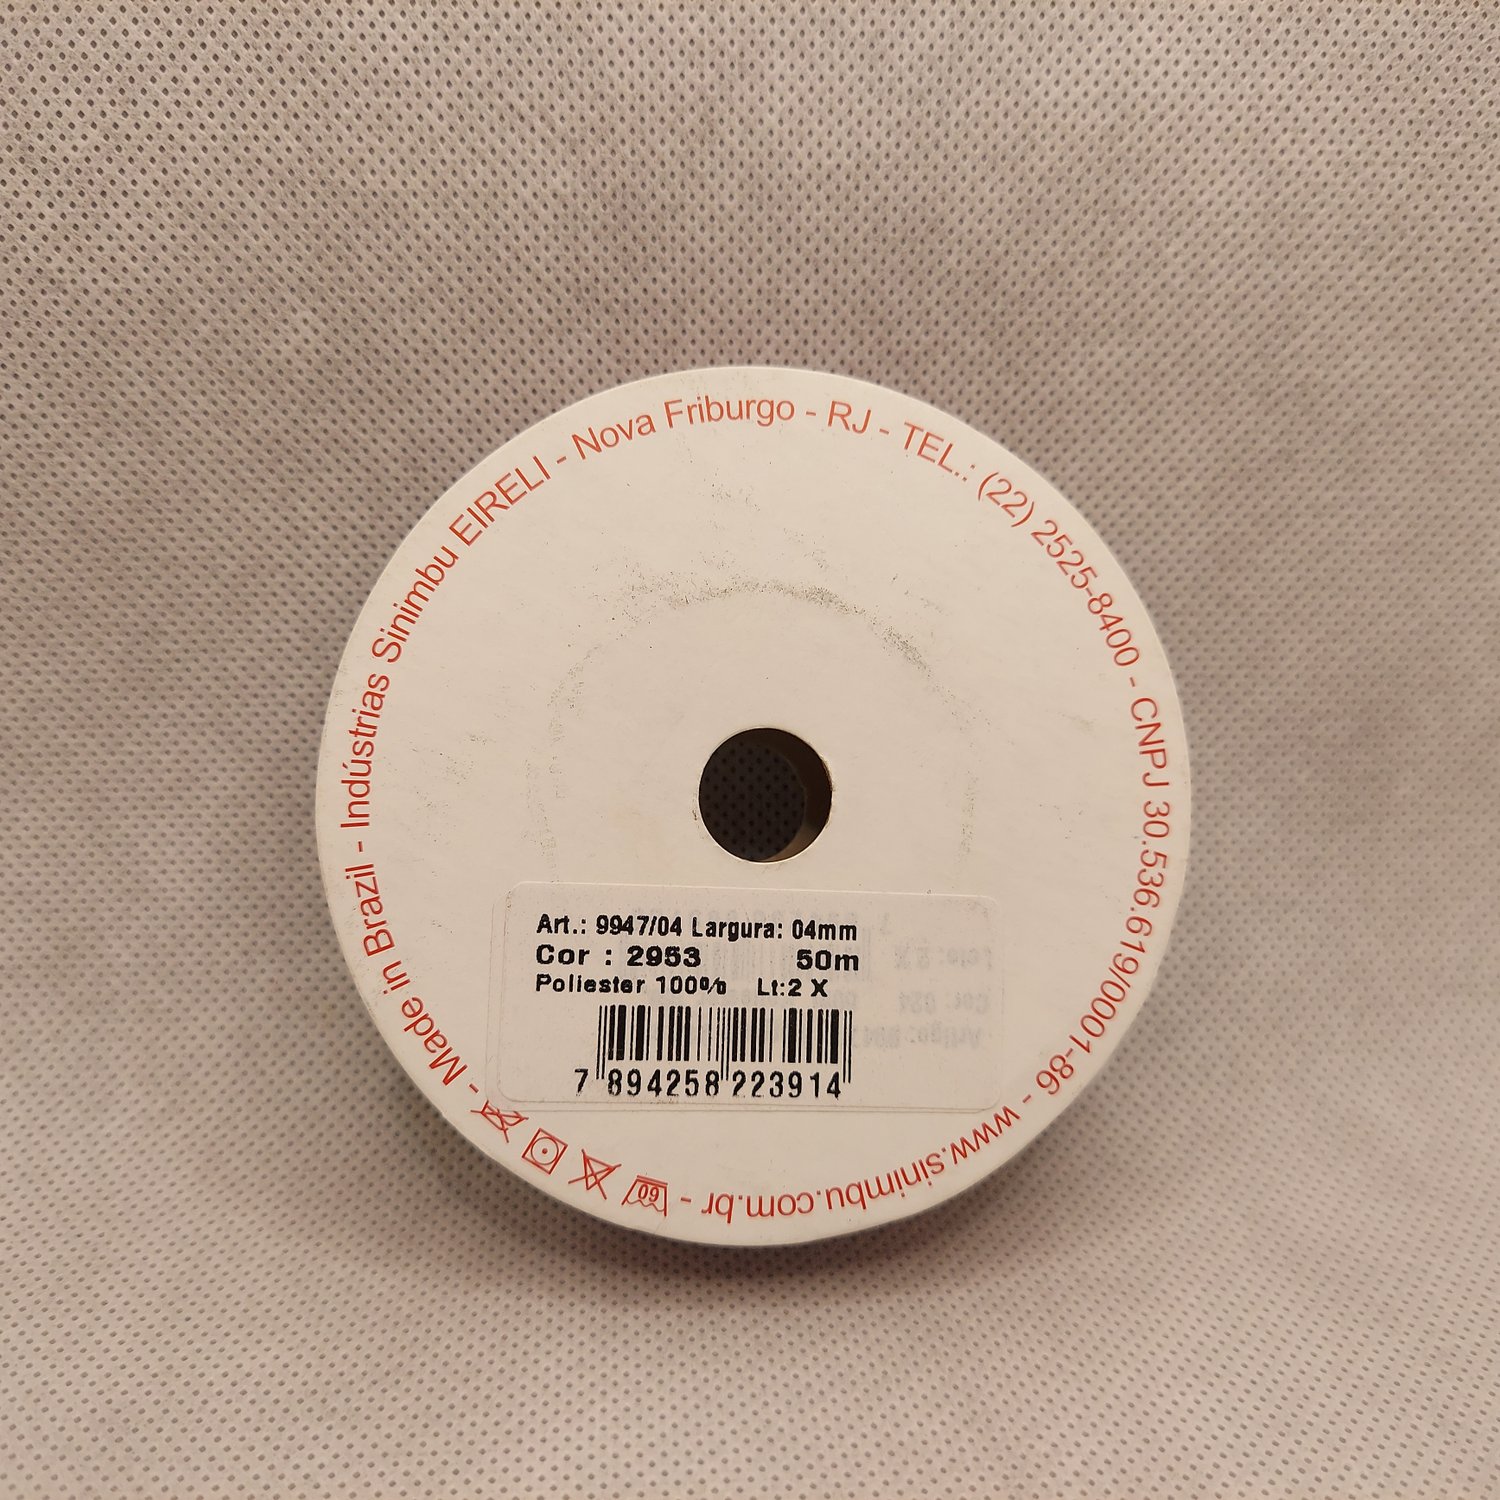 Made in Brazil - Indústrias Sinimbu EIRELI - Nova Friburgo - RJ - TEL.: (22) 2525-8400 - CNPJ 30.536.619/0001-86 - www.sinimbu.com.br -
60
Art.: 9947/04 Largura: 04mm
Cor : 2953 50m
Poliester 100% Lt:2 X
7 894258 223914